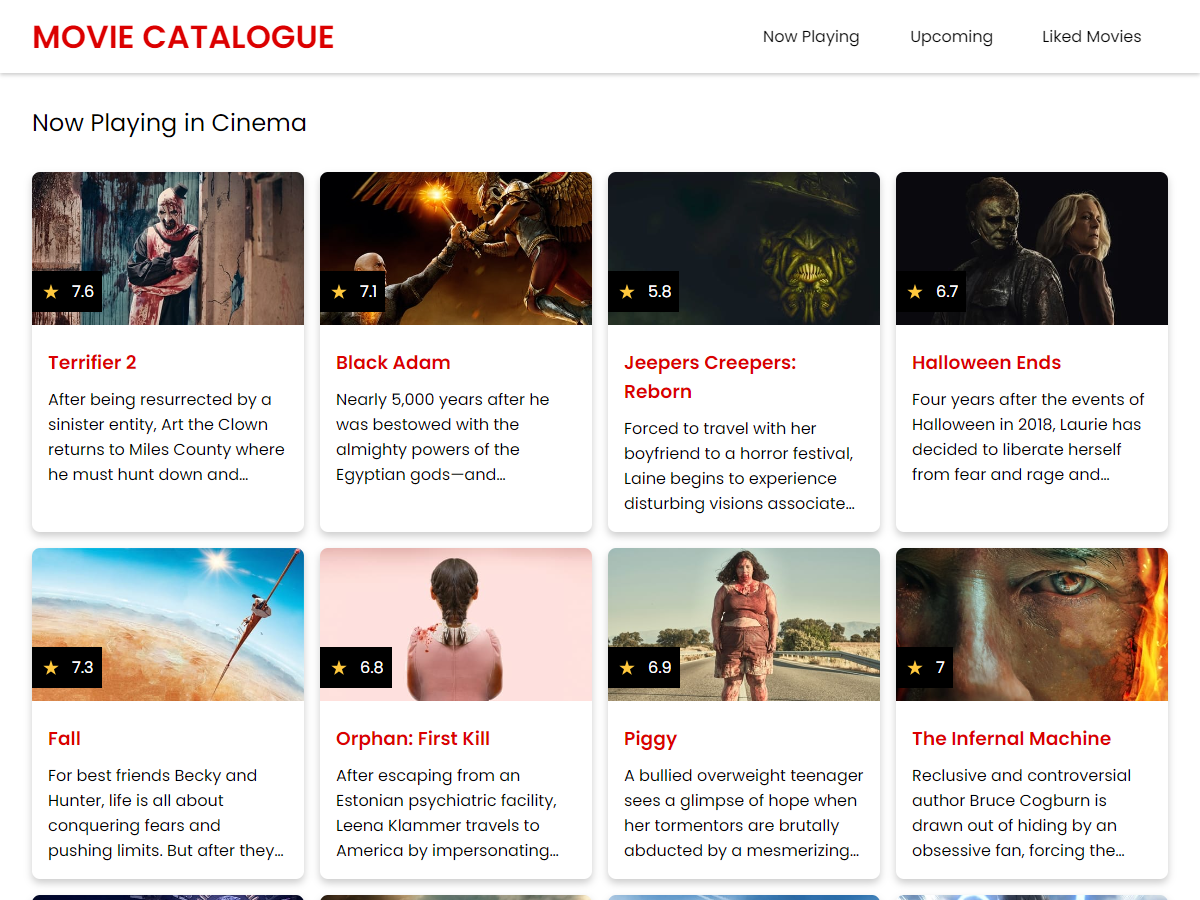 MOVIE CATALOGUE
Now Playing
Upcoming
Liked Movies
Now Playing in Cinema
7.6
7.1
5.8
6.7
Terrifier 2
After being resurrected by a
sinister entity, Art the Clown
returns to Miles County where
he must hunt down and...
Black Adam
Nearly 5,000 years after he
was bestowed with the
almighty powers of the
Egyptian gods—and...
Jeepers Creepers:
Reborn
Forced to travel with her
boyfriend to a horror festival,
Laine begins to experience
disturbing visions associate...
Halloween Ends
Four years after the events of
Halloween in 2018, Laurie has
decided to liberate herself
from fear and rage and...
7.3
6.8
6.9
7
Fall
For best friends Becky and
Hunter, life is all about
conquering fears and
pushing limits. But after they...
Orphan: First Kill
After escaping from an
Estonian psychiatric facility,
Leena Klammer travels to
America by impersonating...
Piggy
A bullied overweight teenager
sees a glimpse of hope when
her tormentors are brutally
abducted by a mesmerizing...
The Infernal Machine
Reclusive and controversial
author Bruce Cogburn is
drawn out of hiding by an
obsessive fan, forcing the...